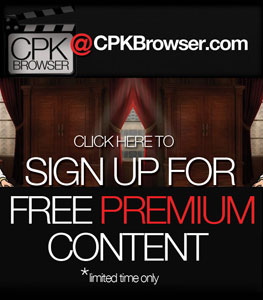 CPK
BROWSER
@CPKBrowser.com
CLICK HERE TO
SIGN UP FOR
FREE PREMIUM
CONTENT
*limited time only